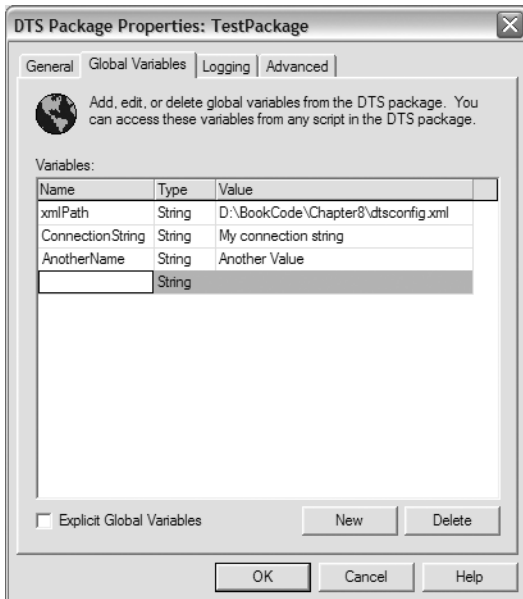 DTS Package Properties: TestPackage
General Global Variables Logging Advanced
Add, edit, or delete global variables from the DTS package. You
can access these variables from any script in the DTS package.
Variables:
Name Type Value
xmlPath String D:\BookCode\Chapter8\dtsconfig.xml
ConnectionString String My connection string
AnotherName String Another Value
String
Explicit Global Variables New Delete
OK Cancel Help